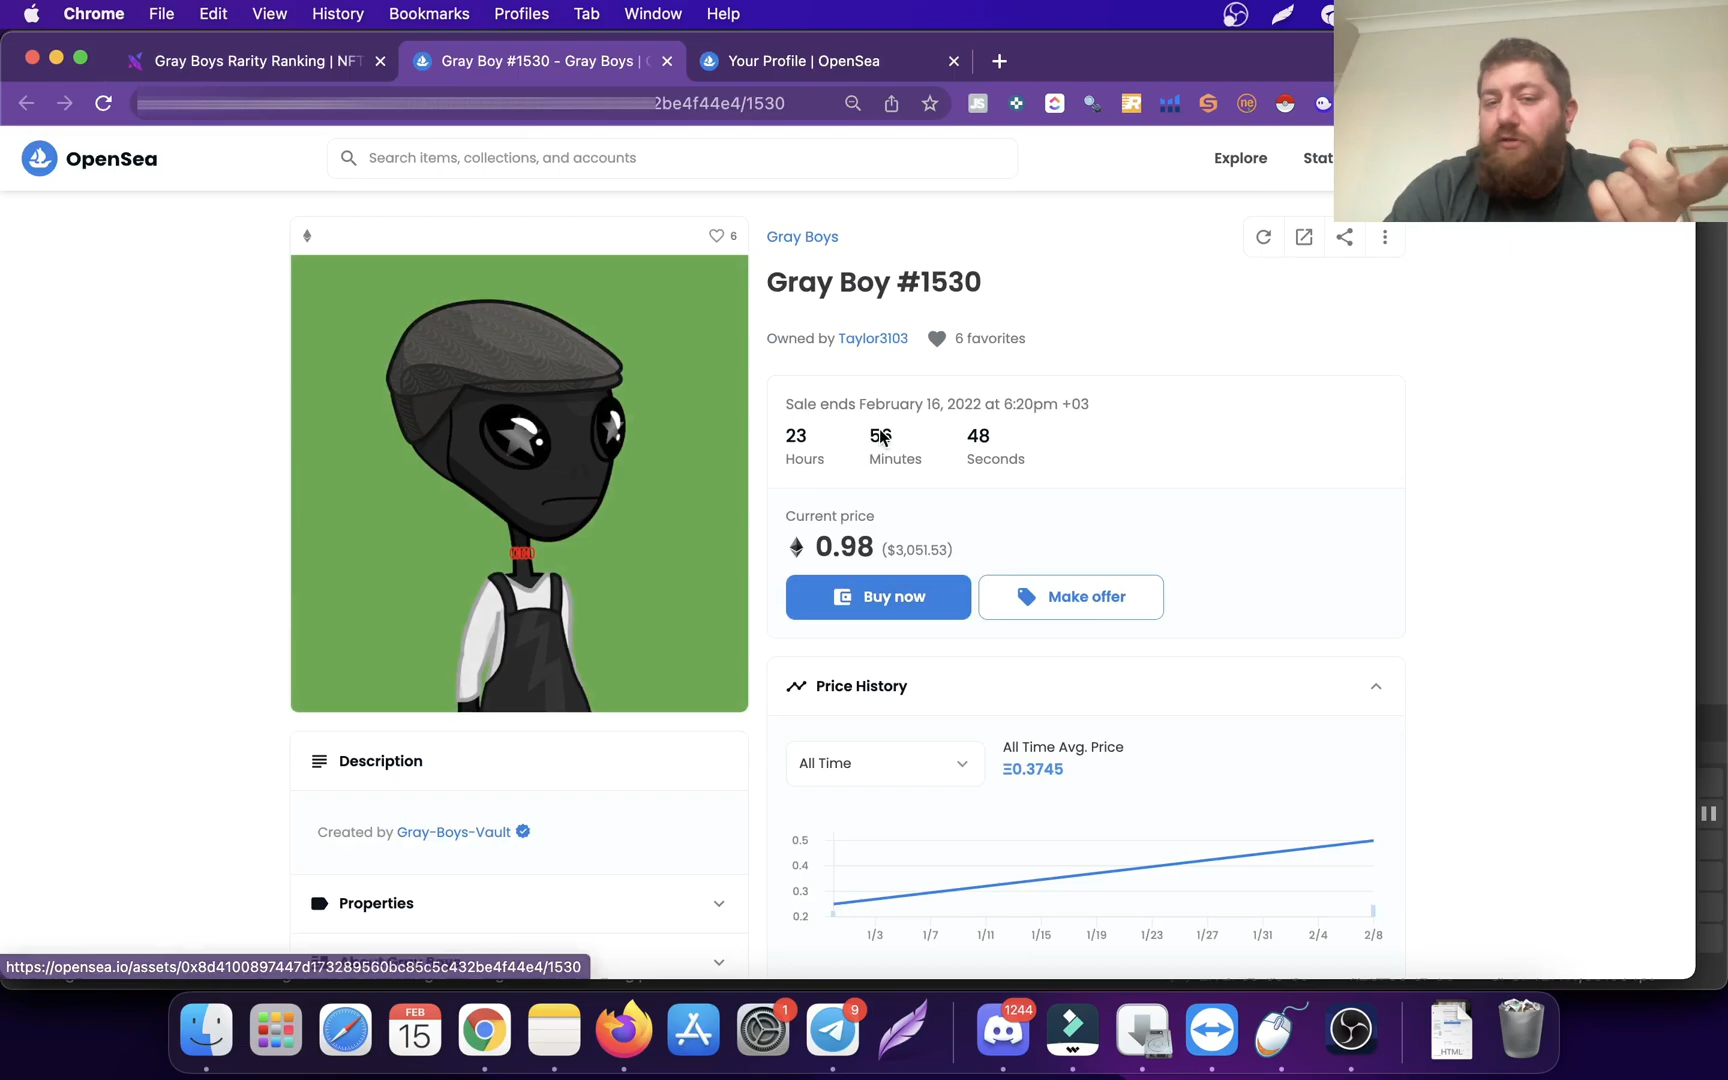 Chrome File Edit View History Bookmarks Profiles Tab Window Help
Gray Boys Rarity Ranking | NFT
Gray Boy #1530 - Gray Boys |
Your Profile | OpenSea
2be4f44e4/1530
OpenSea
Search items, collections, and accounts
Explore
Stat
6
Gray Boys
Gray Boy #1530
Owned by Taylor3103
6 favorites
Sale ends February 16, 2022 at 6:20pm +03
23
48
Hours
Minutes
Seconds
Current price
0.98 ($3,051.53)
Buy now
Make offer
Price History
All Time
All Time Avg. Price
Ξ0.3745
0.5
0.4
0.3
0.2
1/3 1/7 1/11 1/15 1/19 1/23 1/27 1/31 2/4 2/8
Description
Created by Gray-Boys-Vault
Properties
https://opensea.io/assets/0x8d4100897447d173289560bc85c5c432be4f44e4/1530
FEB
15
1
9
1244
HTML